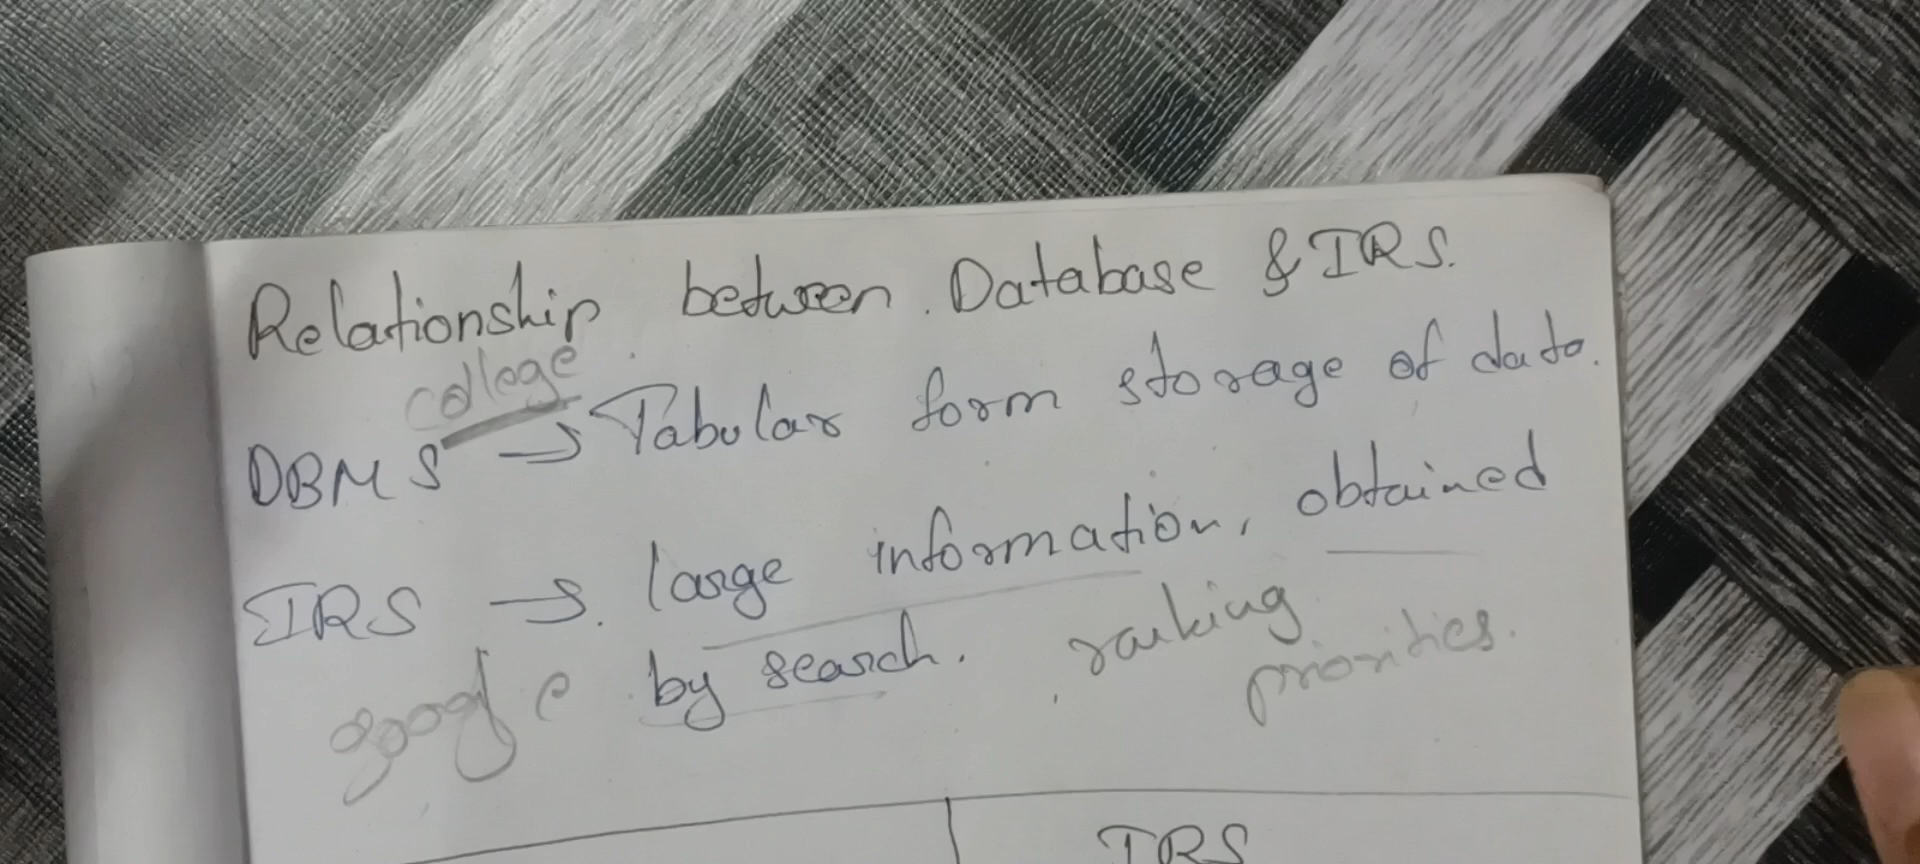 Relationship between Database & IRS.
college
DBMS → Tabular form storage of data.
IRS → large information, obtained
google by search. ranking
priorities.
IRS